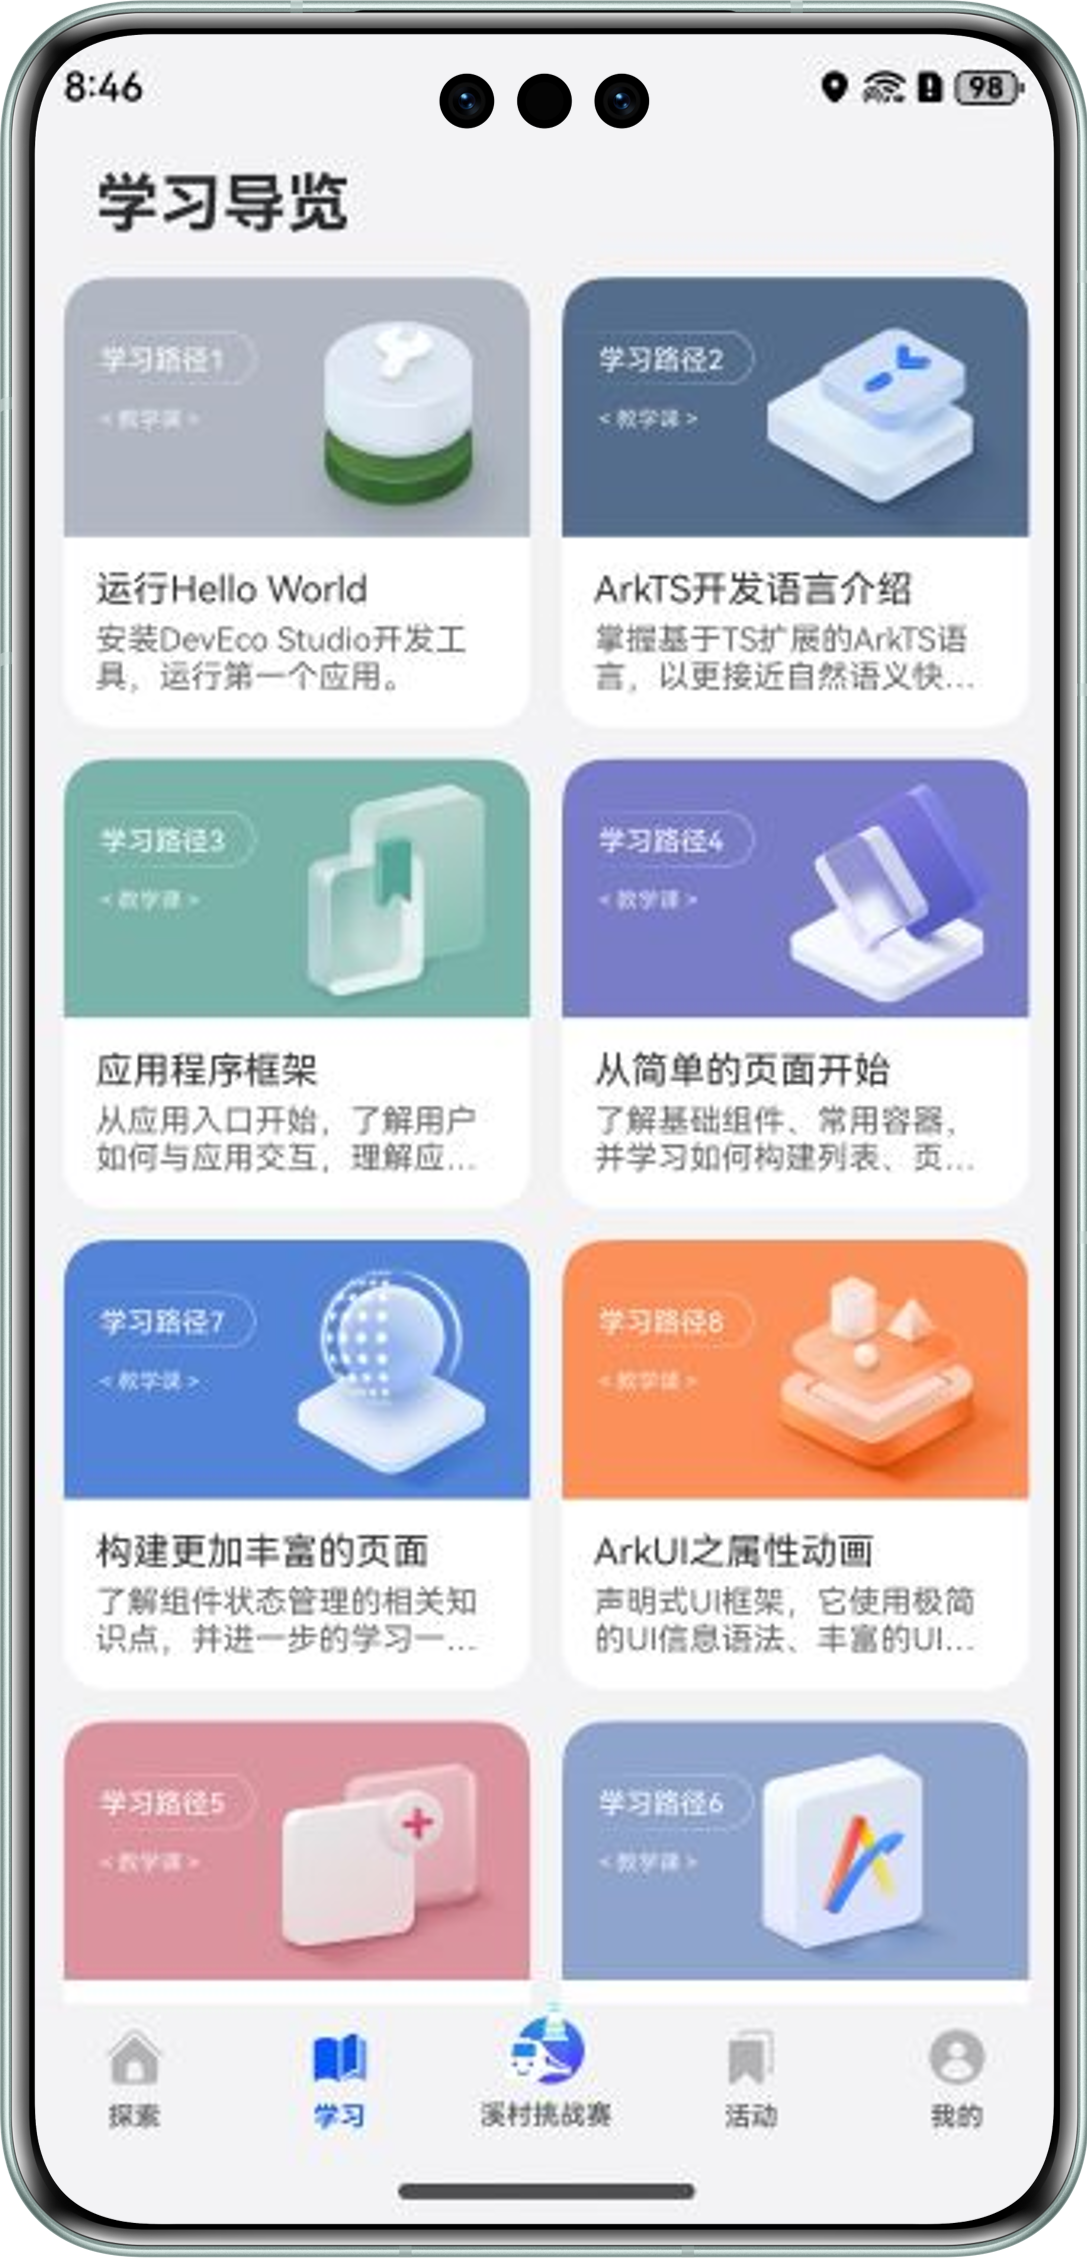 8:46
98
学习导览
学习路径1
< 教学课 >
运行Hello World
安装DevEco Studio开发工
具，运行第一个应用。
学习路径2
< 教学课 >
ArkTS开发语言介绍
掌握基于TS扩展的ArkTS语
言，以更接近自然语义快...
学习路径3
< 教学课 >
应用程序框架
从应用入口开始，了解用户
如何与应用交互，理解应...
学习路径4
< 教学课 >
从简单的页面开始
了解基础组件、常用容器，
并学习如何构建列表、页...
学习路径7
< 教学课 >
构建更加丰富的页面
了解组件状态管理的相关知
识点，并进一步的学习一...
学习路径8
< 教学课 >
ArkUI之属性动画
声明式UI框架，它使用极简
的UI信息语法、丰富的UI...
学习路径5
< 教学课 >
学习路径6
< 教学课 >
探索
学习
溪村挑战赛
活动
我的